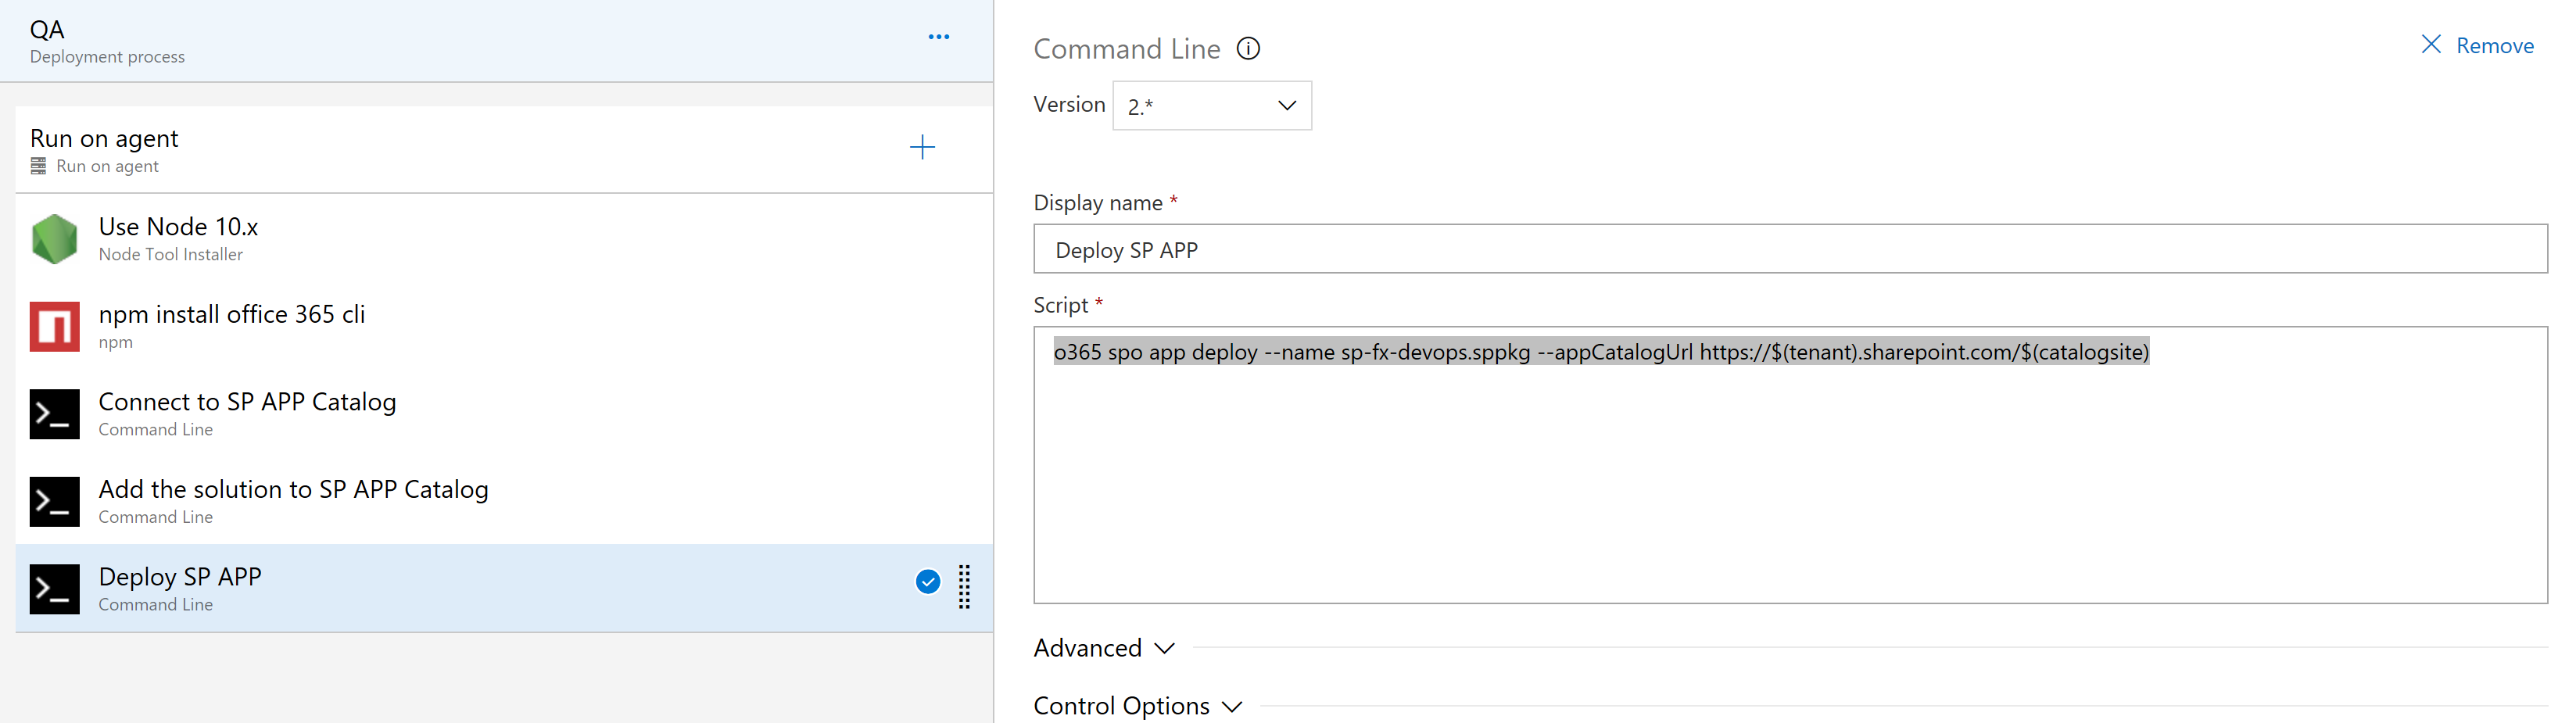 QA
Deployment process
Run on agent
Run on agent
Use Node 10.x
Node Tool Installer
npm install office 365 cli
npm
Connect to SP APP Catalog
Command Line
Add the solution to SP APP Catalog
Command Line
Deploy SP APP
Command Line
Command Line
Remove
Version 2.*
Display name *
Deploy SP APP
Script *
o365 spo app deploy --name sp-fx-devops.sppkg --appCatalogUrl https://$(tenant).sharepoint.com/$(catalogsite)
Advanced
Control Options